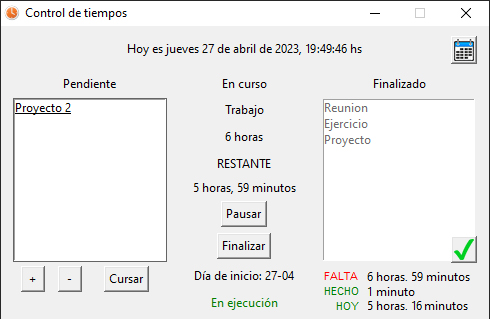 Control de tiempos
Hoy es jueves 27 de abril de 2023, 19:49:46 hs
Pendiente
Proyecto 2
+
-
Cursar
En curso
Trabajo
6 horas
RESTANTE
5 horas, 59 minutos
Pausar
Finalizar
Día de inicio: 27-04
En ejecución
Finalizado
Reunion
Ejercicio
Proyecto
FALTA 6 horas. 59 minutos
HECHO 1 minuto
HOY 5 horas. 16 minutos